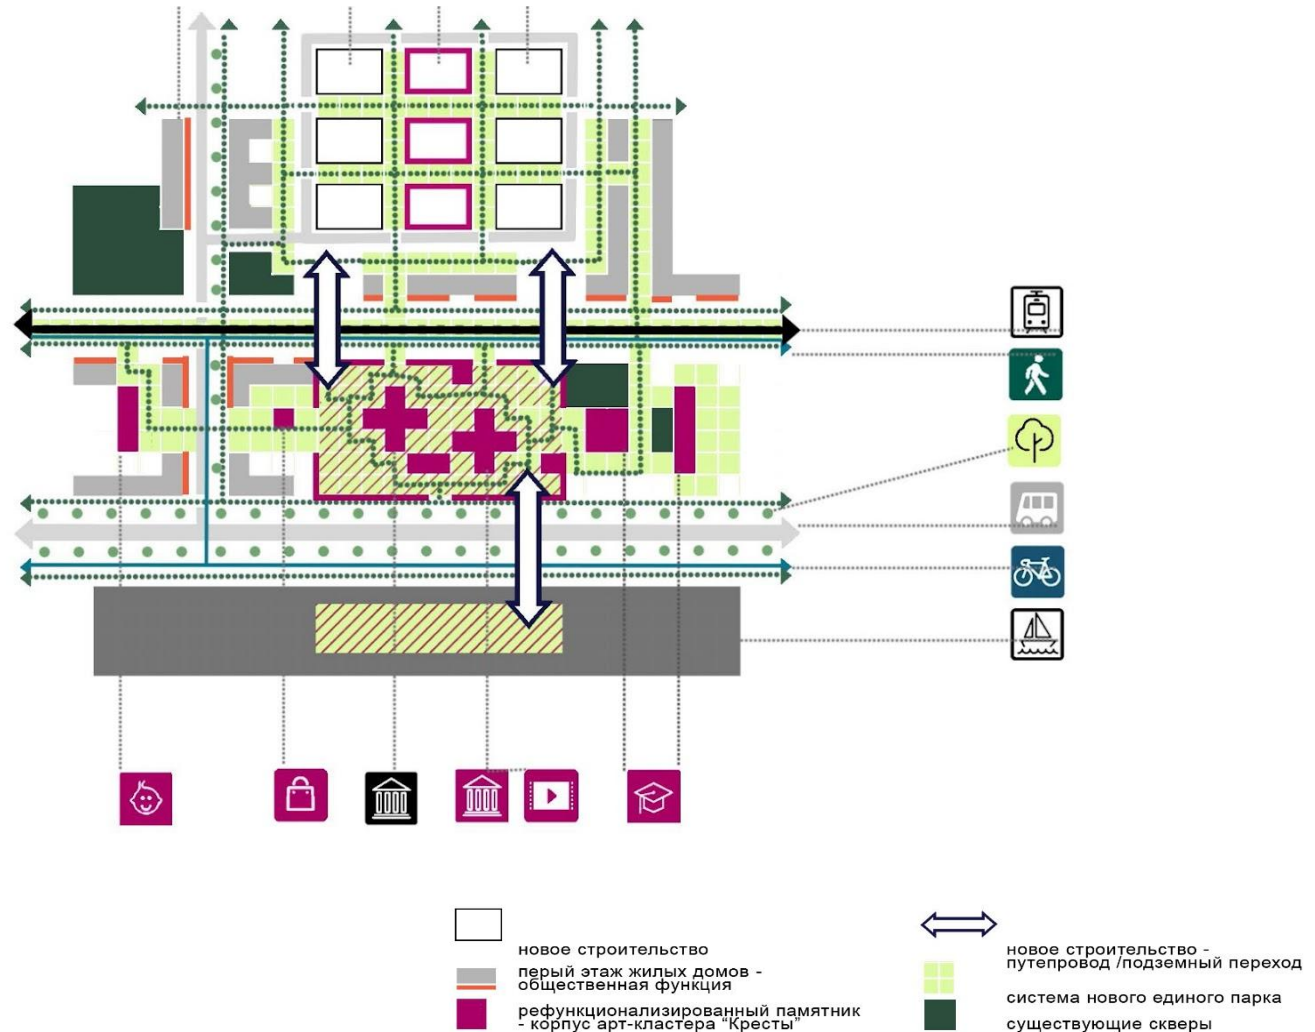 новое строительство
перый этаж жилых домов -
общественная функция
рефункционализированный памятник
- корпус арт-кластера "Кресты"
новое строительство -
путепровод /подземный переход
система нового единого парка
существующие скверы